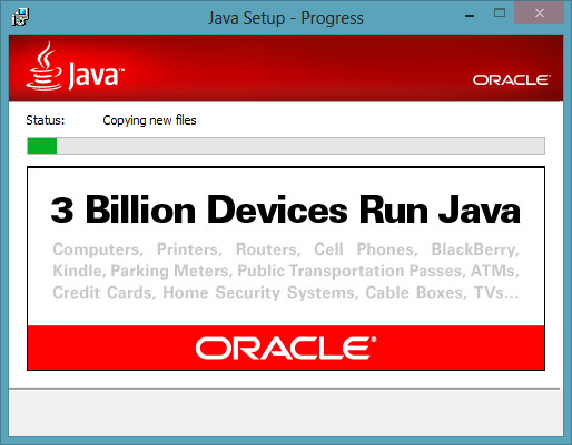 Java Setup - Progress
Java™
ORACLE®
Status: Copying new files
3 Billion Devices Run Java
Computers, Printers, Routers, Cell Phones, BlackBerry,
Kindle, Parking Meters, Public Transportation Passes, ATMs,
Credit Cards, Home Security Systems, Cable Boxes, TVs...
ORACLE®